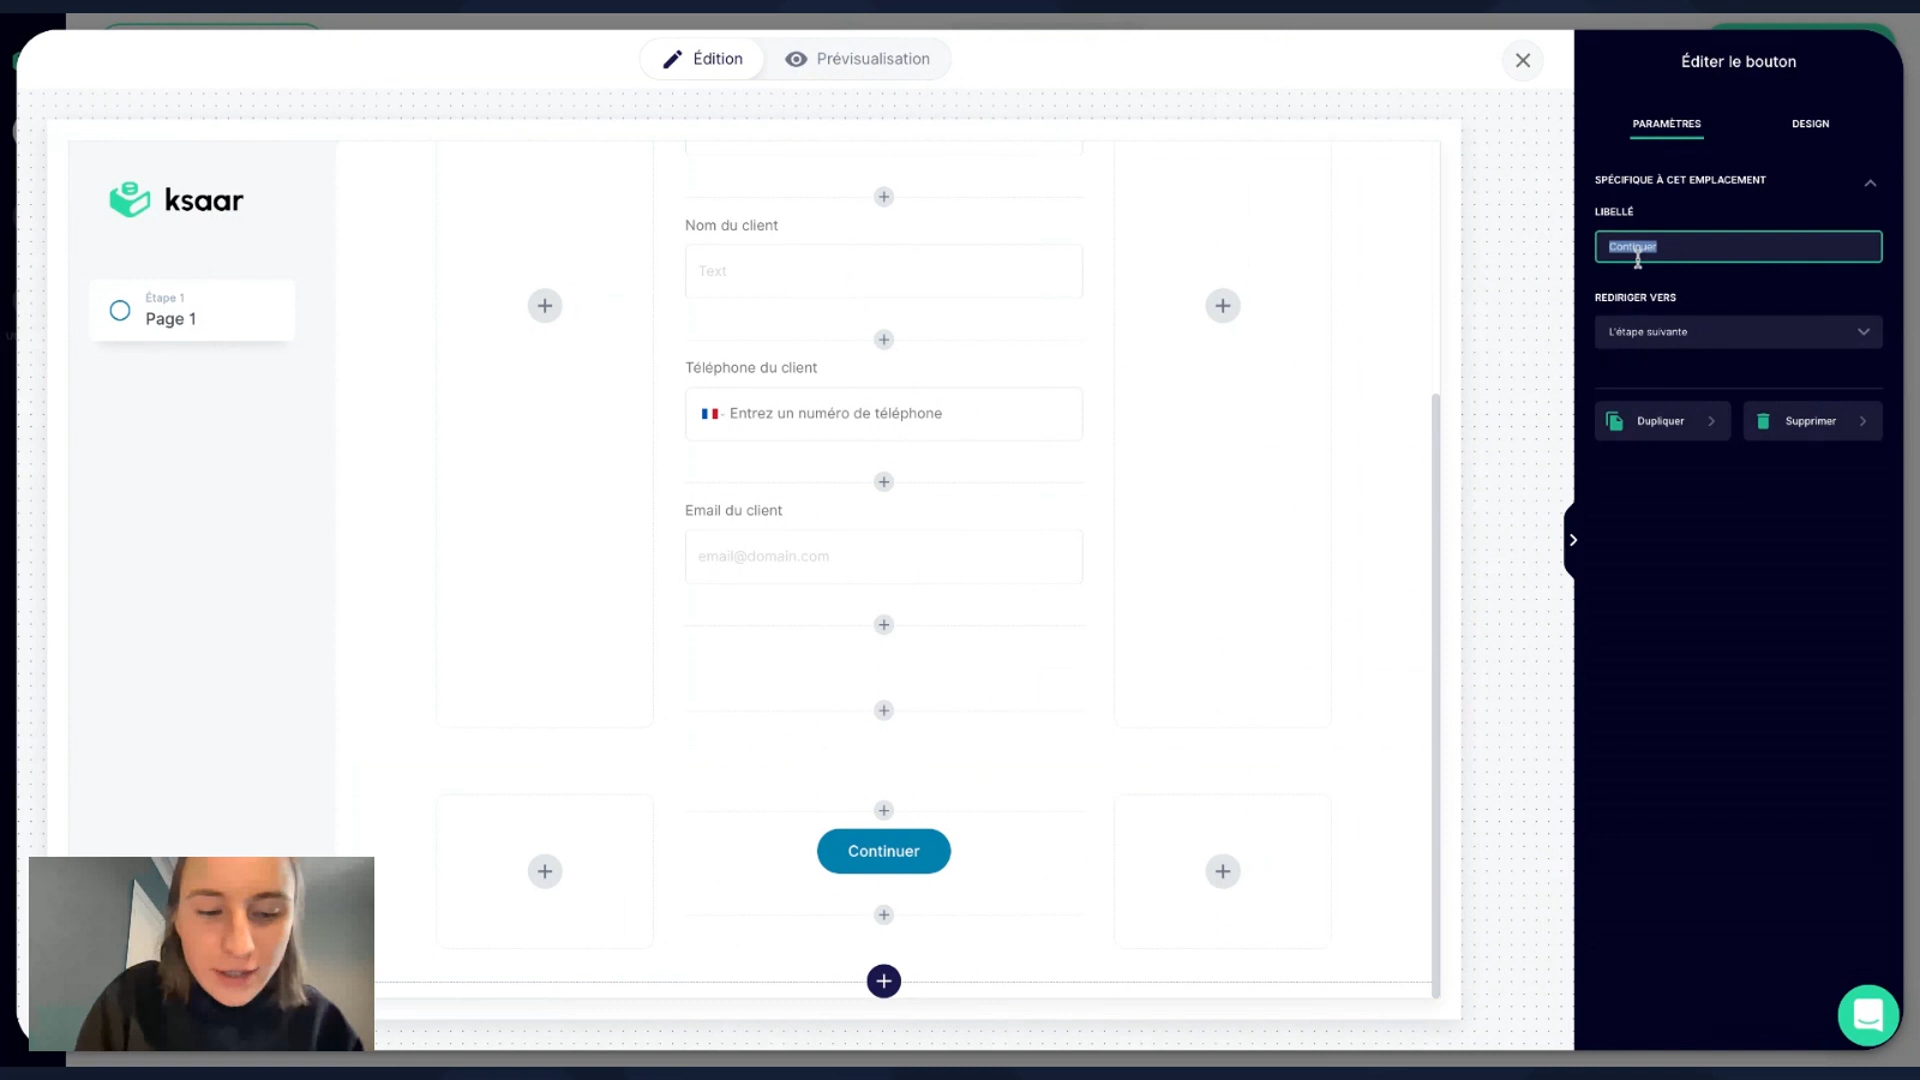 Édition
Prévisualisation
Éditer le bouton
PARAMÈTRES
DESIGN
SPÉCIFIQUE À CET EMPLACEMENT
LIBELLÉ
Continuer
REDIRIGER VERS
L'étape suivante
Dupliquer
Supprimer
ksaar
Étape 1
Page 1
Nom du client
Text
Téléphone du client
Entrez un numéro de téléphone
Email du client
email@domain.com
Continuer